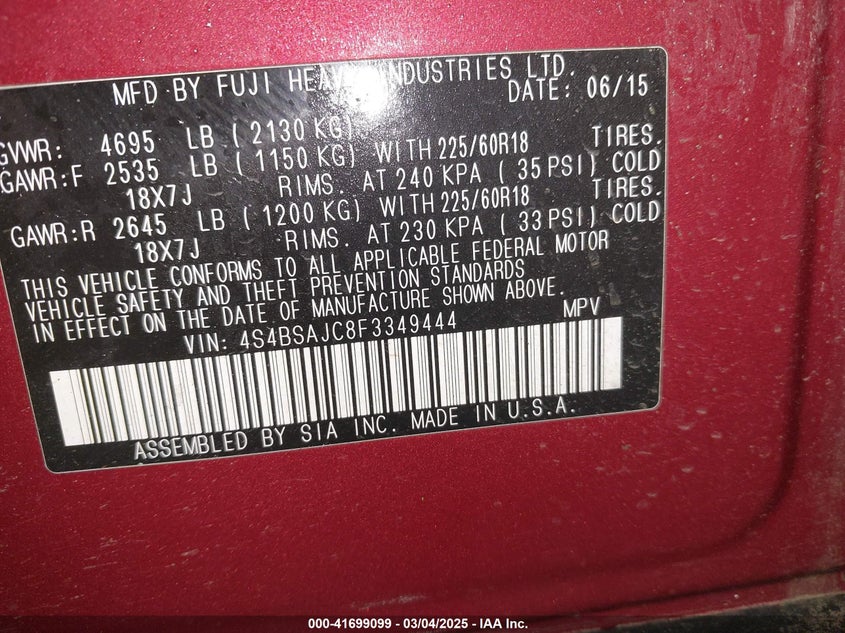 MFD BY FUJI HEAVY INDUSTRIES LTD.
DATE: 06/15
GVWR: 4695 LB ( 2130 KG)
GAWR:F 2535 LB ( 1150 KG) WITH 225/60R18 TIRES.
18X7J RIMS. AT 240 KPA ( 35 PSI) COLD
GAWR:R 2645 LB ( 1200 KG) WITH 225/60R18 TIRES.
18X7J RIMS. AT 230 KPA ( 33 PSI) COLD
THIS VEHICLE CONFORMS TO ALL APPLICABLE FEDERAL MOTOR
VEHICLE SAFETY AND THEFT PREVENTION STANDARDS
IN EFFECT ON THE DATE OF MANUFACTURE SHOWN ABOVE.
VIN: 4S4BSAJC8F3349444 MPV
ASSEMBLED BY SIA INC. MADE IN U.S.A.
000-41699099 - 03/04/2025 - IAA Inc.